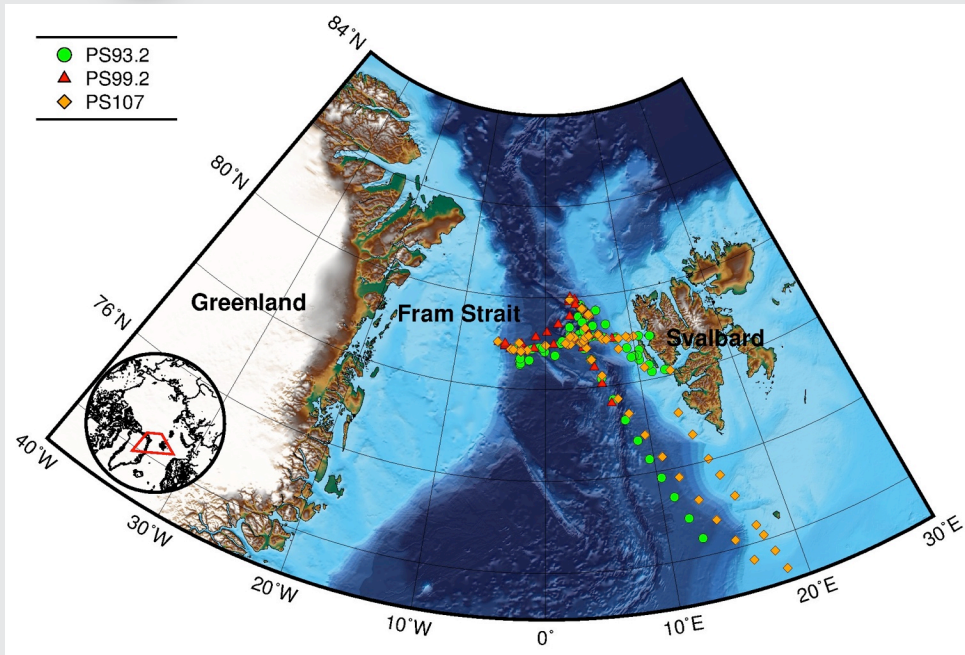 PS93.2
PS99.2
PS107
84˚N
80˚N
76˚N
Greenland
Fram Strait
Svalbard
40˚W
30˚W
20˚W
10˚W
0˚
10˚E
20˚E
30˚E